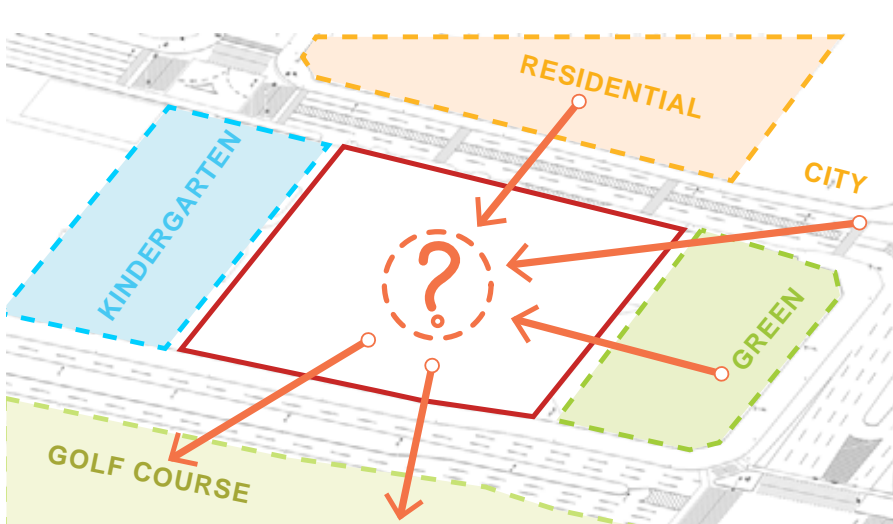 RESIDENTIAL
CITY
KINDERGARTEN
?
GREEN
GOLF COURSE